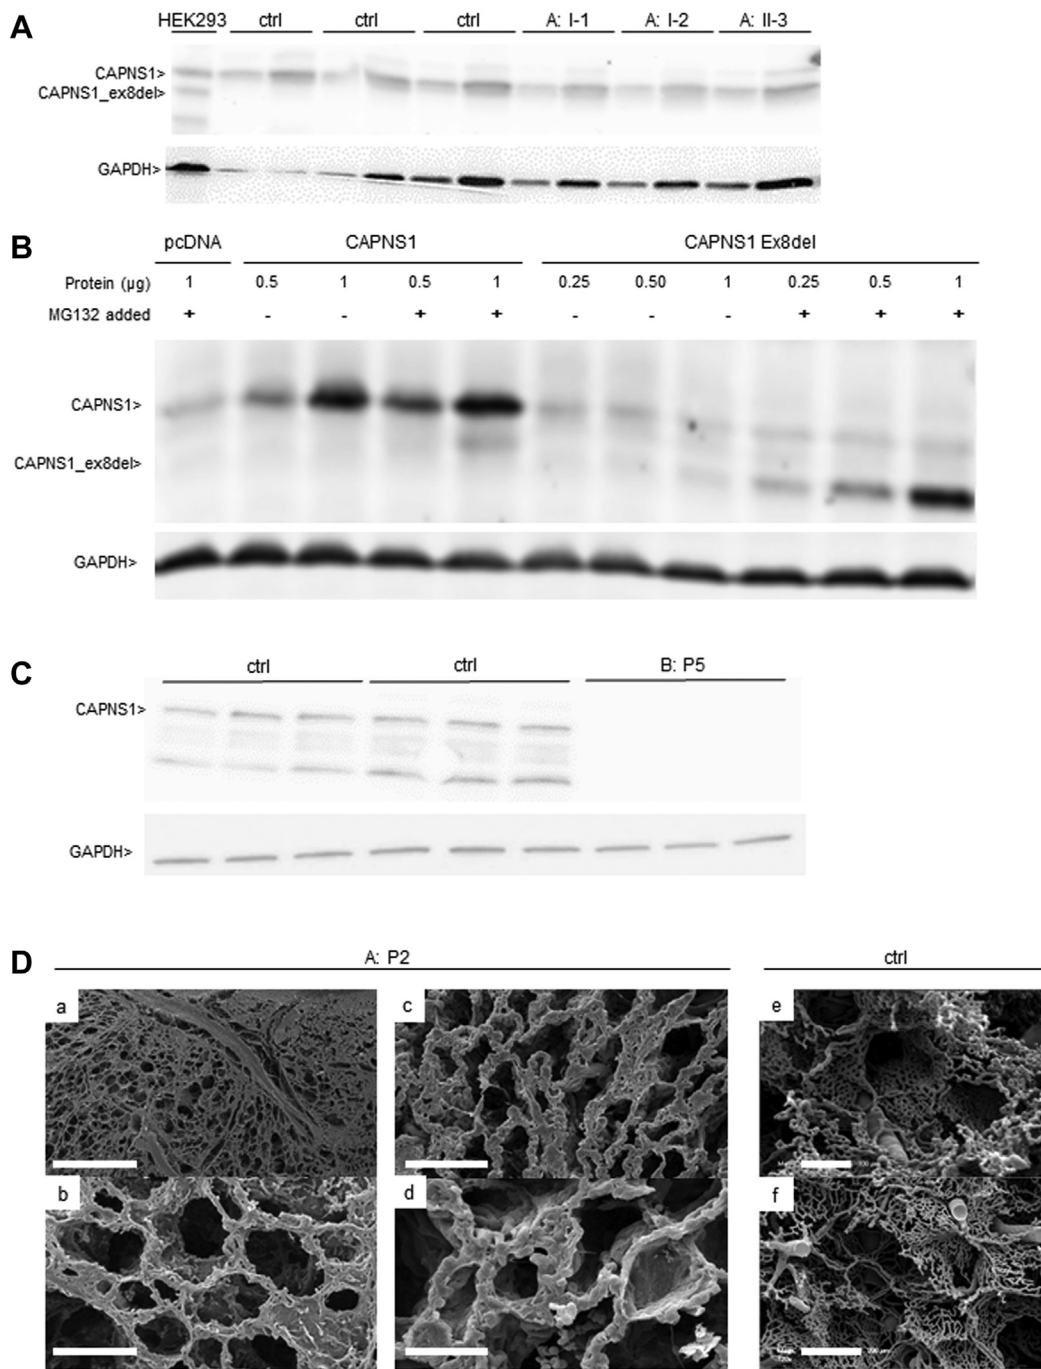 A
HEK293 ctrl ctrl ctrl A: I-1 A: I-2 A: II-3
CAPNS1>
CAPNS1_ex8del>
GAPDH>
B
pcDNA CAPNS1 CAPNS1 Ex8del
Protein (µg) 1 0.5 1 0.5 1 0.25 0.50 1 0.25 0.5 1
MG132 added + - - + + - - - + + +
CAPNS1>
CAPNS1_ex8del>
GAPDH>
C
ctrl ctrl B: P5
CAPNS1>
GAPDH>
D
A: P2 ctrl
a c e
b d f